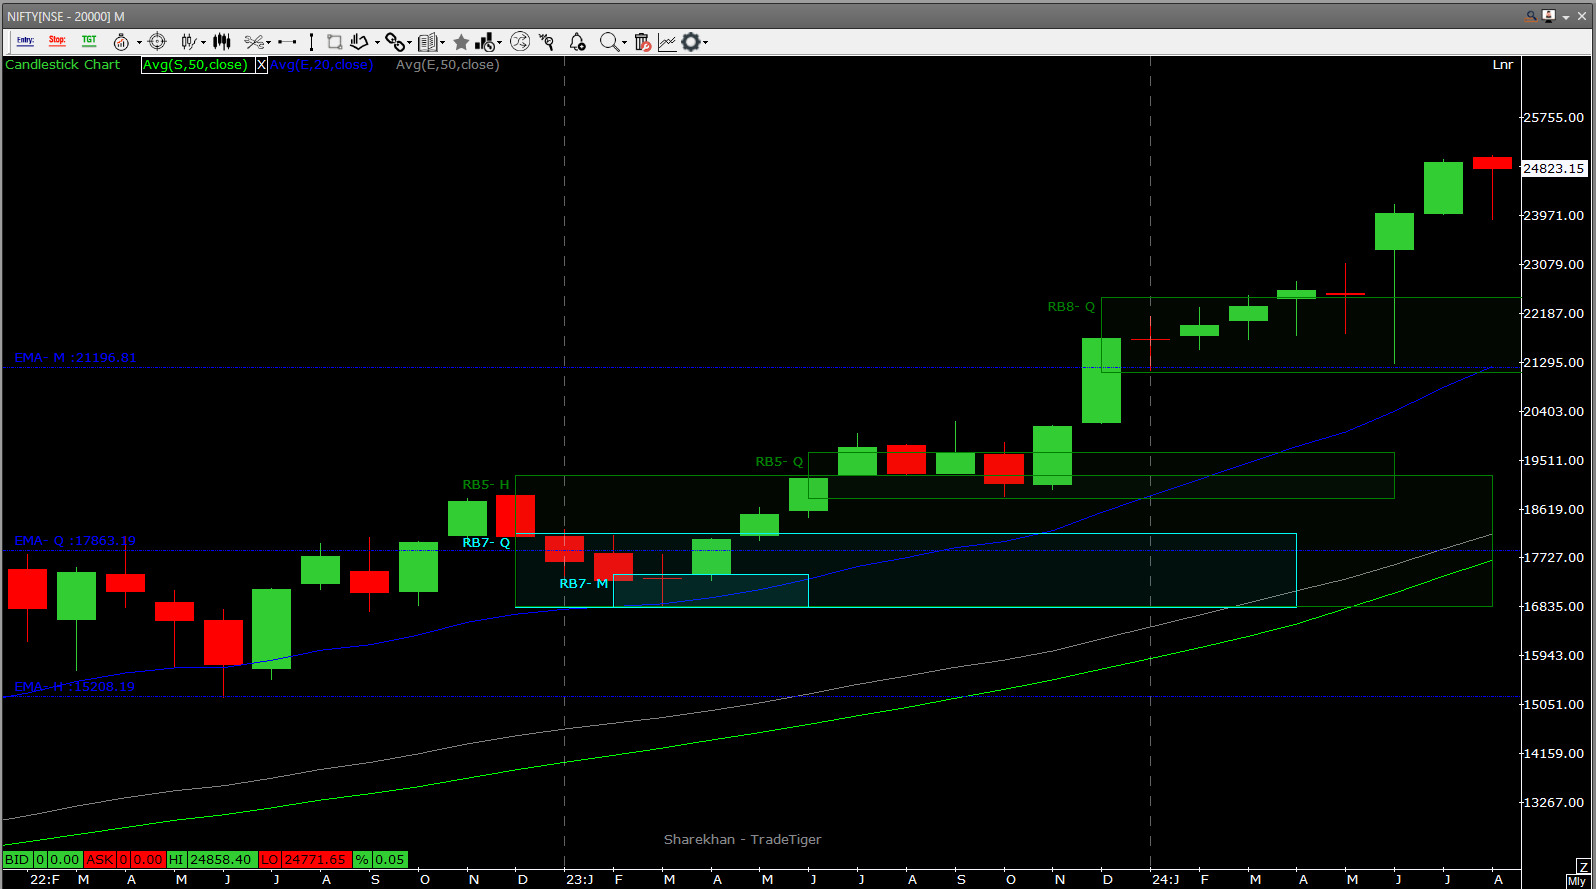 NIFTY[NSE - 20000] M
Entry: Stop: TGT
Candlestick Chart Avg(S,50,close) X Avg(E,20,close) Avg(E,50,close) Lnr
25755.00
24823.15
23971.00
23079.00
RB8- Q
22187.00
EMA- M :21196.81
21295.00
20403.00
RB5- Q
19511.00
RB5- H
18619.00
EMA- Q :17863.19
RB7- Q
17727.00
RB7- M
16835.00
15943.00
EMA- H :15208.19
15051.00
14159.00
13267.00
Sharekhan - TradeTiger
BID 0 0.00 ASK 0 0.00 HI 24858.40 LO 24771.65 % 0.05
Z
22:F M A M J J A S O N D 23:J F M A M J J A S O N D 24:J F M A M J J A
Mly